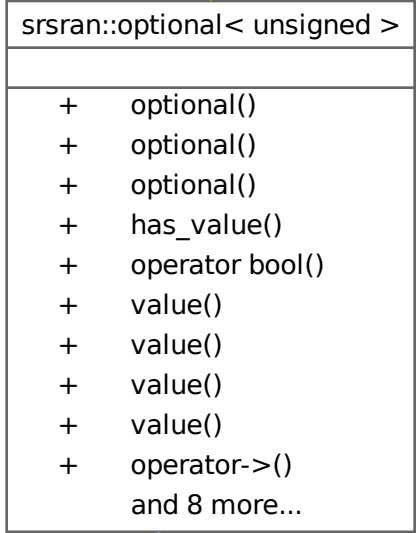 srsran::optional< unsigned >
+ optional()
+ optional()
+ optional()
+ has_value()
+ operator bool()
+ value()
+ value()
+ value()
+ value()
+ operator->()
and 8 more...